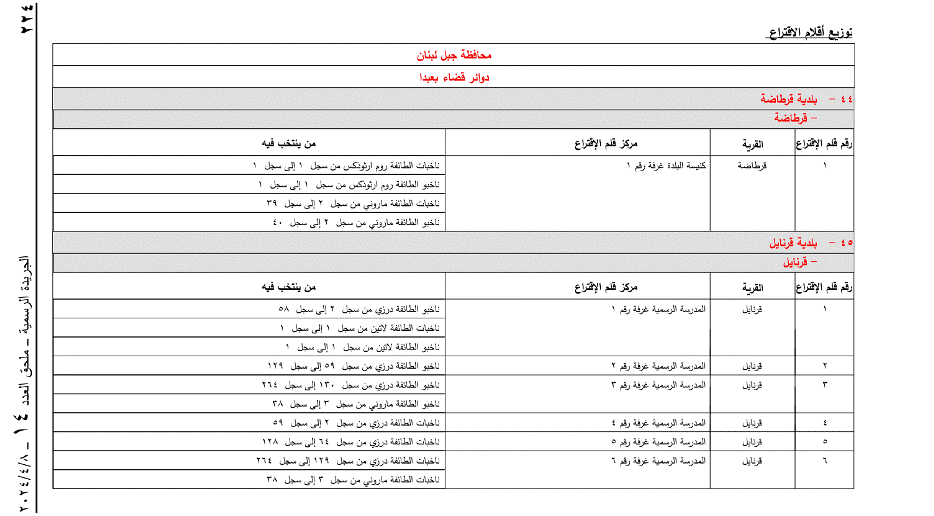 ٢٢٤
توزيع أقلام الاقتراع
محافظة جبل لبنان
دوائر قضاء بعبدا
٤٤ - بلدية قرطاضة
- قرطاضة
رقم قلم الإقتراع القرية مركز قلم الإقتراع من ينتخب فيه
١ قرطاضة كنيسة البلدة غرفة رقم ١ ناخبات الطائفة روم ارثوذكس من سجل ١ إلى سجل ١
ناخبو الطائفة روم ارثوذكس من سجل ١ إلى سجل ١
ناخبات الطائفة ماروني من سجل ٢ إلى سجل ٣٩
ناخبو الطائفة ماروني من سجل ٢ إلى سجل ٤٠
٤٥ - بلدية قرنايل
- قرنايل
رقم قلم الإقتراع القرية مركز قلم الإقتراع من ينتخب فيه
١ قرنايل المدرسة الرسمية غرفة رقم ١ ناخبو الطائفة درزي من سجل ٢ إلى سجل ٥٨
ناخبات الطائفة لاتين من سجل ١ إلى سجل ١
ناخبو الطائفة لاتين من سجل ١ إلى سجل ١
٢ قرنايل المدرسة الرسمية غرفة رقم ٢ ناخبو الطائفة درزي من سجل ٥٩ إلى سجل ١٢٩
٣ قرنايل المدرسة الرسمية غرفة رقم ٣ ناخبو الطائفة درزي من سجل ١٣٠ إلى سجل ٢٦٤
ناخبو الطائفة ماروني من سجل ٣ إلى سجل ٣٨
٤ قرنايل المدرسة الرسمية غرفة رقم ٤ ناخبات الطائفة درزي من سجل ٢ إلى سجل ٥٩
٥ قرنايل المدرسة الرسمية غرفة رقم ٥ ناخبات الطائفة درزي من سجل ٦٤ إلى سجل ١٢٨
٦ قرنايل المدرسة الرسمية غرفة رقم ٦ ناخبات الطائفة درزي من سجل ١٢٩ إلى سجل ٢٦٤
ناخبات الطائفة ماروني من سجل ٣ إلى سجل ٣٨
الجريدة الرسمية – ملحق العدد ١٤ – ٢٠٢٤/٤/٨